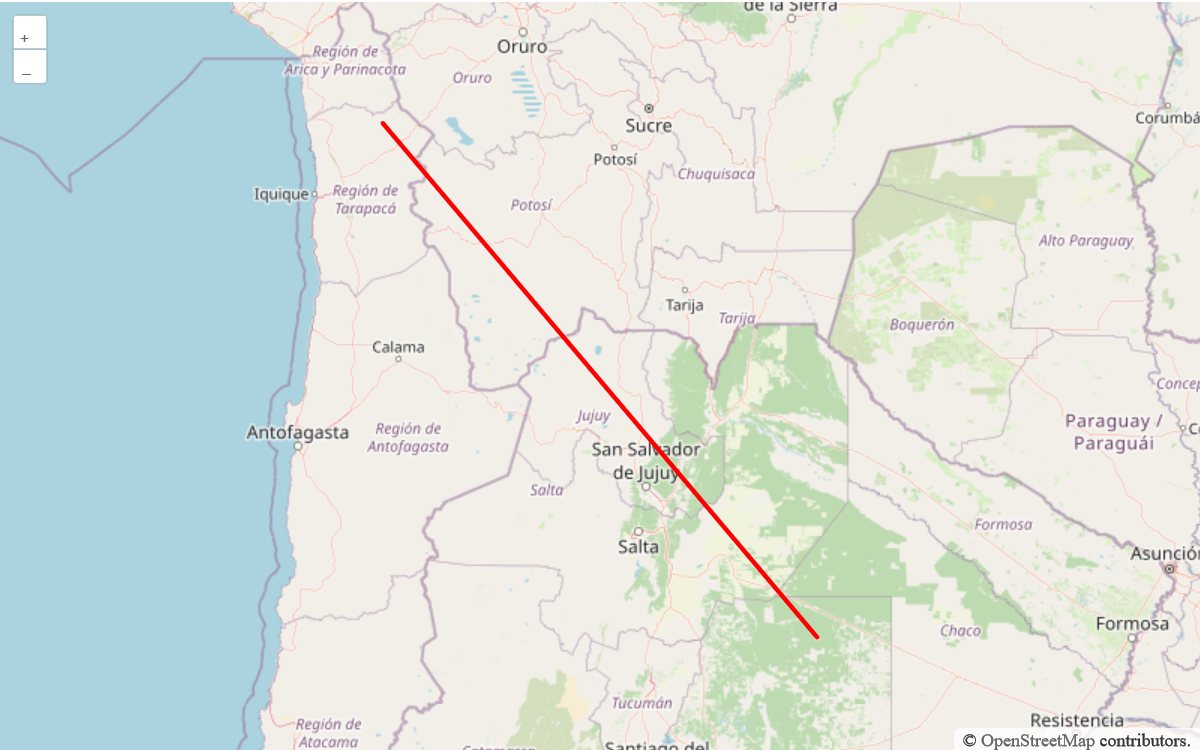 de la Sierra
+
–
Oruro
Región de
Arica y Parinacota
Oruro
Sucre
Corumbá
Potosí
Chuquisaca
Iquique
Región de
Tarapacá
Potosí
Alto Paraguay
Tarija
Tarija
Boquerón
Calama
Concep
Jujuy
Paraguay /
Paraguái
Antofagasta
Región de
Antofagasta
San Salvador
de Jujuy
Salta
Formosa
Salta
Asunción
Formosa
Chaco
Tucumán
Región de
Atacama
Resistencia
Catamarca
Santiago del
© OpenStreetMap contributors.